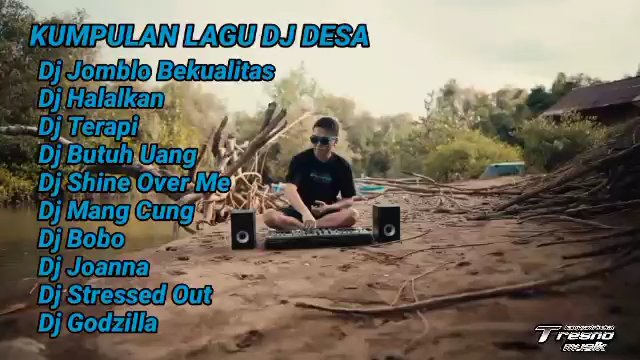 KUMPULAN LAGU DJ DESA
Dj Jomblo Bekualitas
Dj Halalkan
Dj Terapi
Dj Butuh Uang
Dj Shine Over Me
Dj Mang Cung
Dj Bobo
Dj Joanna
Dj Stressed Out
Dj Godzilla
Tresno
musik